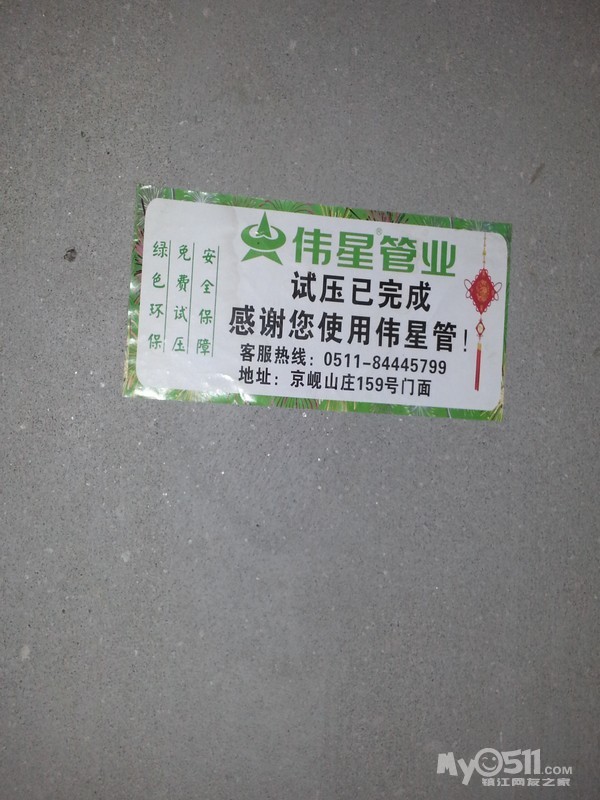 伟星管业®
试压已完成
感谢您使用伟星管！
客服热线：0511-84445799
地址：京岘山庄159号门面
安全保障
免费试压
绿色环保
My0511.COM
镇江网友之家